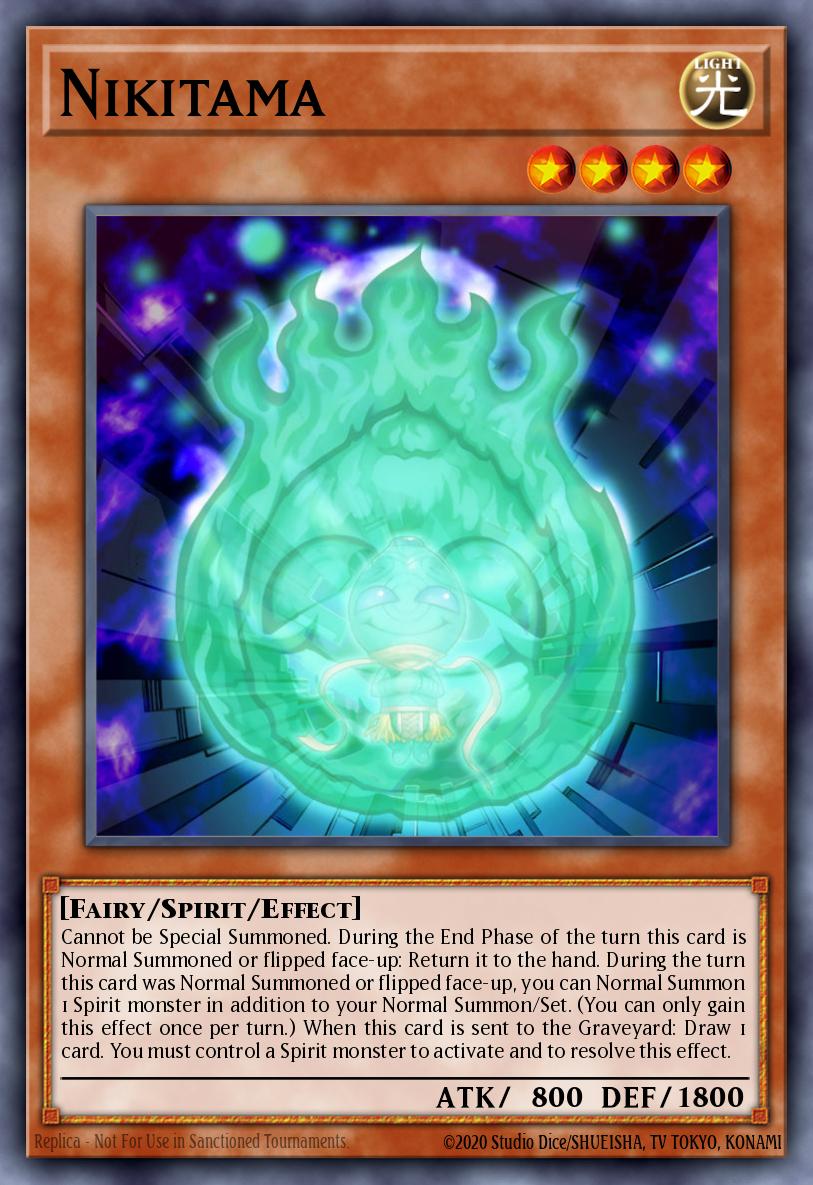 Nikitama
LIGHT
光
[Fairy/Spirit/Effect]
Cannot be Special Summoned. During the End Phase of the turn this card is
Normal Summoned or flipped face-up: Return it to the hand. During the turn
this card was Normal Summoned or flipped face-up, you can Normal Summon
1 Spirit monster in addition to your Normal Summon/Set. (You can only gain
this effect once per turn.) When this card is sent to the Graveyard: Draw 1
card. You must control a Spirit monster to activate and to resolve this effect.
ATK/ 800 DEF/1800
Replica - Not For Use in Sanctioned Tournaments. ©2020 Studio Dice/SHUEISHA, TV TOKYO, KONAMI